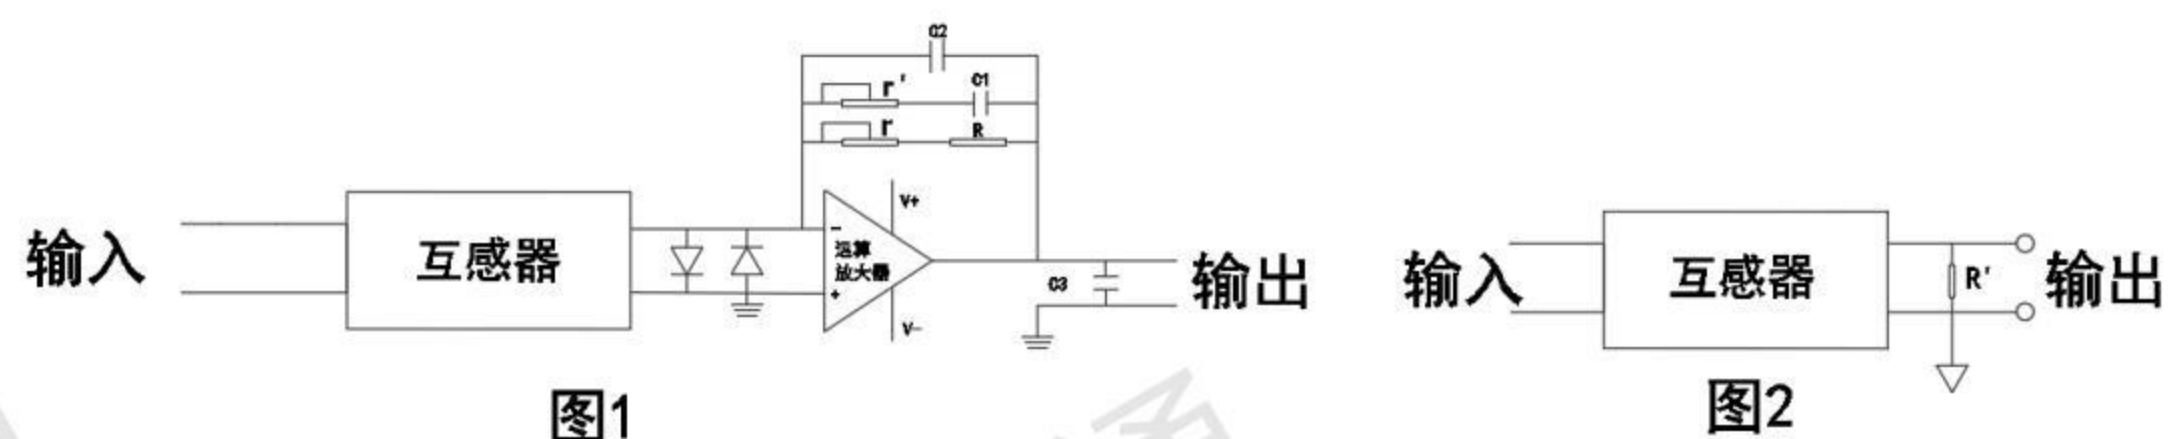 C2
r' C1
r R
V+
输入 互感器 - 运算放大器 + 输出
C3
V-
图1
输入 互感器 R' 输出
图2